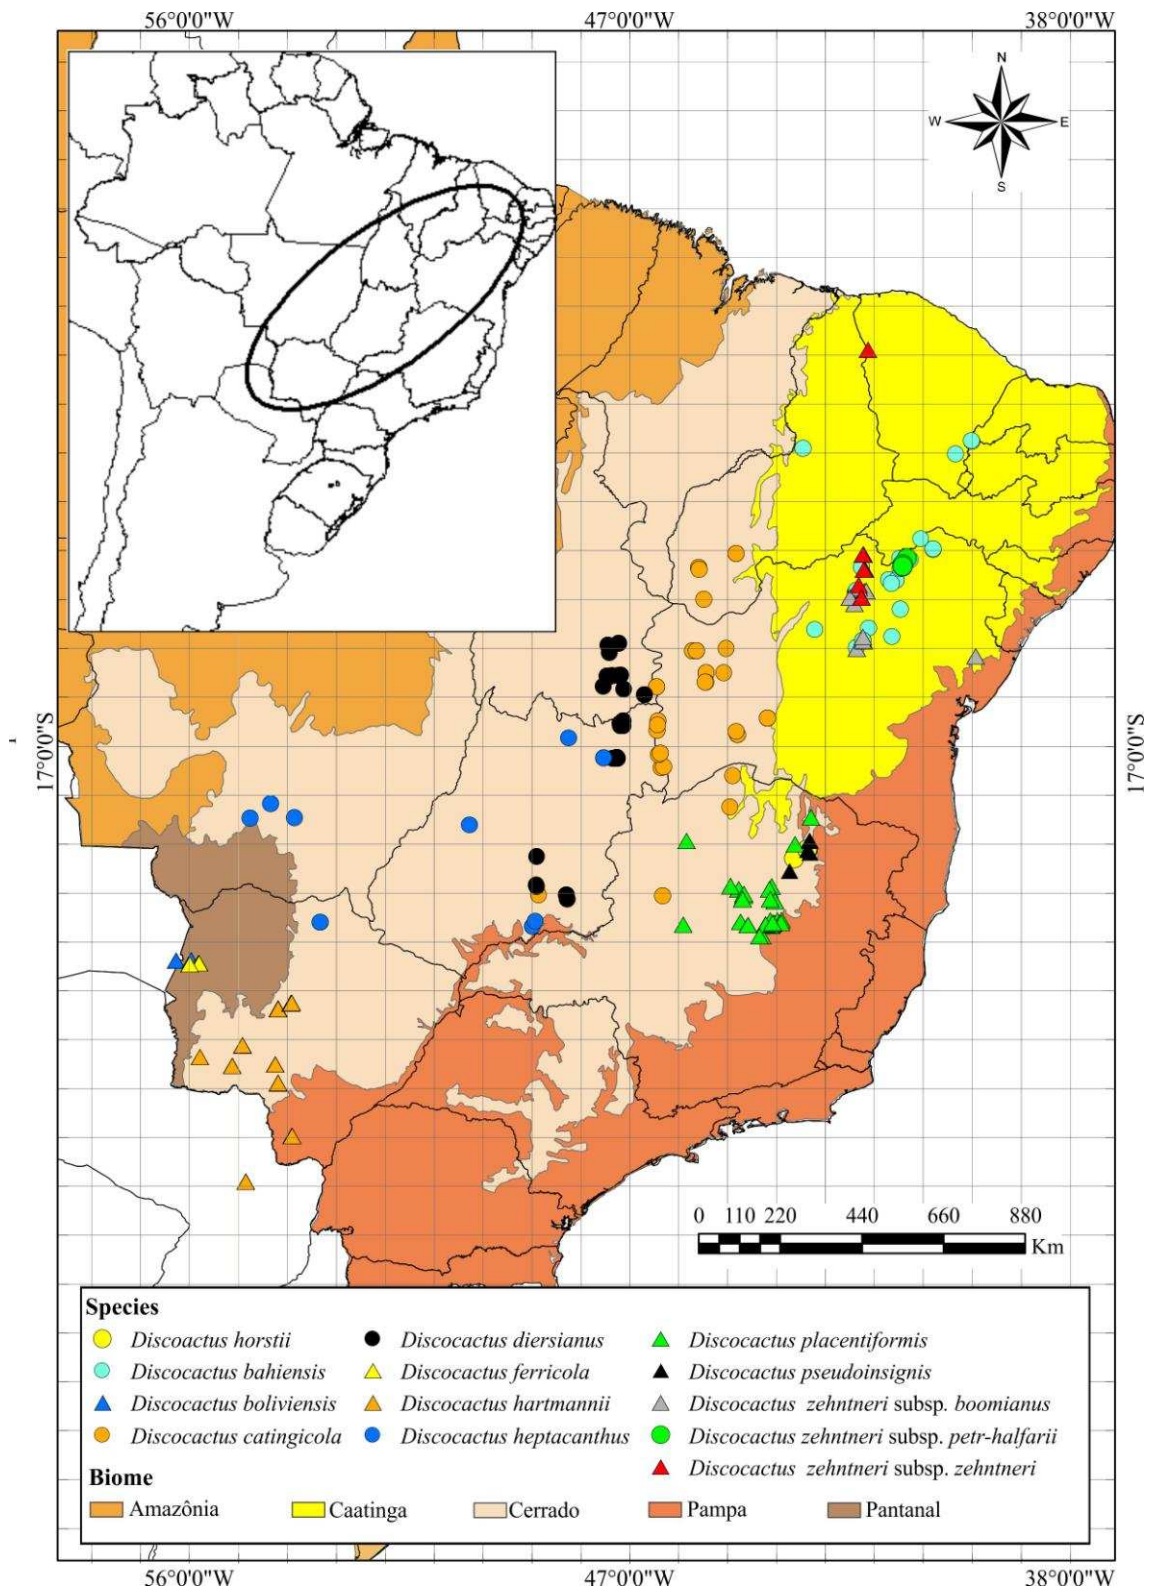 56°0'0"W 47°0'0"W 38°0'0"W
N
W E
S
17°0'0"S 17°0'0"S
0 110 220 440 660 880
Km
Species
Discoactus horstii Discocactus diersianus Discocactus placentiformis
Discocactus bahiensis Discocactus ferricola Discocactus pseudoinsignis
Discocactus boliviensis Discocactus hartmannii Discocactus zehntneri subsp. boomianus
Discocactus catingicola Discocactus heptacanthus Discocactus zehntneri subsp. petr-halfarii
Discocactus zehntneri subsp. zehntneri
Biome
Amazônia Caatinga Cerrado Pampa Pantanal
56°0'0"W 47°0'0"W 38°0'0"W